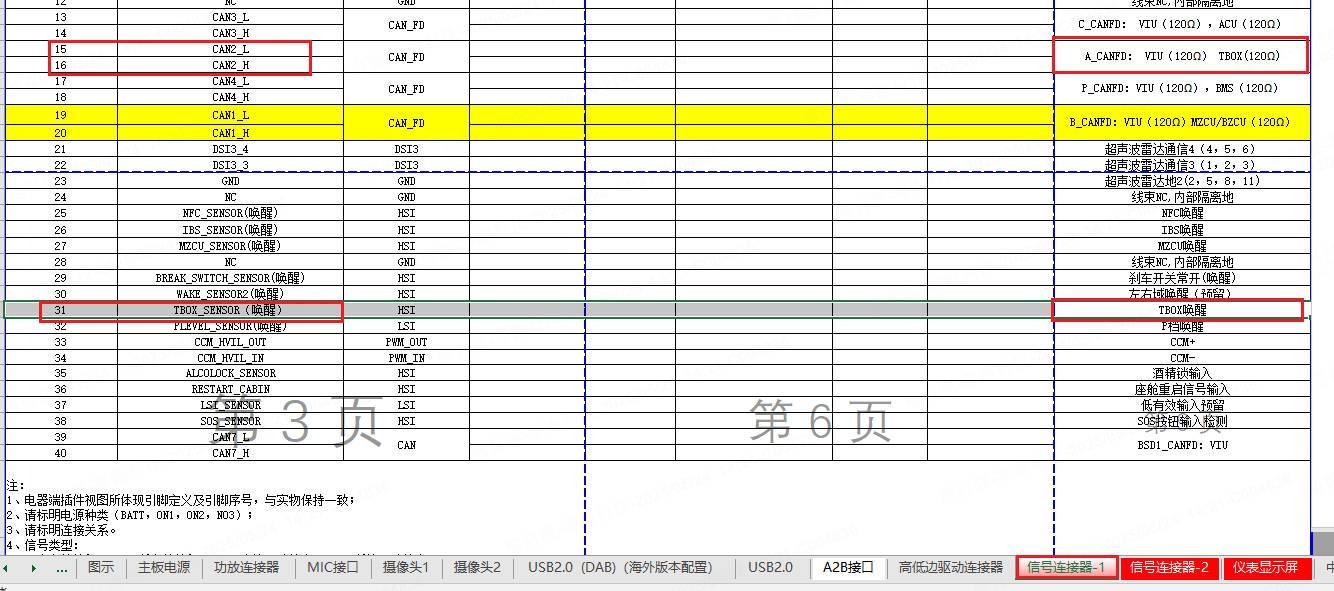 12 NC GND 线束NC,内部隔离地
13 CAN3_L CAN_FD C_CANFD: VIU（120Ω），ACU（120Ω）
14 CAN3_H
15 CAN2_L CAN_FD A_CANFD: VIU（120Ω） TBOX(120Ω)
16 CAN2_H
17 CAN4_L CAN_FD P_CANFD：VIU（120Ω），BMS（120Ω）
18 CAN4_H
19 CAN1_L CAN_FD B_CANFD：VIU（120Ω）MZCU/BZCU（120Ω）
20 CAN1_H
21 DSI3_4 DSI3 超声波雷达通信4（4，5，6）
22 DSI3_3 DSI3 超声波雷达通信3（1，2，3）
23 GND GND 超声波雷达地2(2，5，8，11)
24 NC GND 线束NC,内部隔离地
25 NFC_SENSOR(唤醒) HSI NFC唤醒
26 IBS_SENSOR(唤醒) HSI IBS唤醒
27 MZCU_SENSOR(唤醒) HSI MZCU唤醒
28 NC GND 线束NC,内部隔离地
29 BREAK_SWITCH_SENSOR(唤醒) HSI 刹车开关常开(唤醒)
30 WAKE_SENSOR2(唤醒) HSI 左右域唤醒（预留）
31 TBOX_SENSOR（唤醒） HSI TBOX唤醒
32 PLEVEL_SENSOR(唤醒) LSI P档唤醒
33 CCM_HVIL_OUT PWM_OUT CCM+
34 CCM_HVIL_IN PWM_IN CCM-
35 ALCOLOCK_SENSOR HSI 酒精锁输入
36 RESTART_CABIN HSI 座舱重启信号输入
37 LSI_SENSOR LSI 低有效输入预留
38 SOS_SENSOR HSI SOS按钮输入检测
39 CAN7_L CAN BSD1_CANFD：VIU
40 CAN7_H
第 3 页 第 6 页
注：
1、电器端插件视图所体现引脚定义及引脚序号，与实物保持一致；
2、请标明电源种类（BATT，ON1，ON2，NO3）；
3、请标明连接关系。
4、信号类型：
... 图示 主板电源 功放连接器 MIC接口 摄像头1 摄像头2 USB2.0（DAB)（海外版本配置） USB2.0 A2B接口 高低边驱动连接器 信号连接器-1 信号连接器-2 仪表显示屏